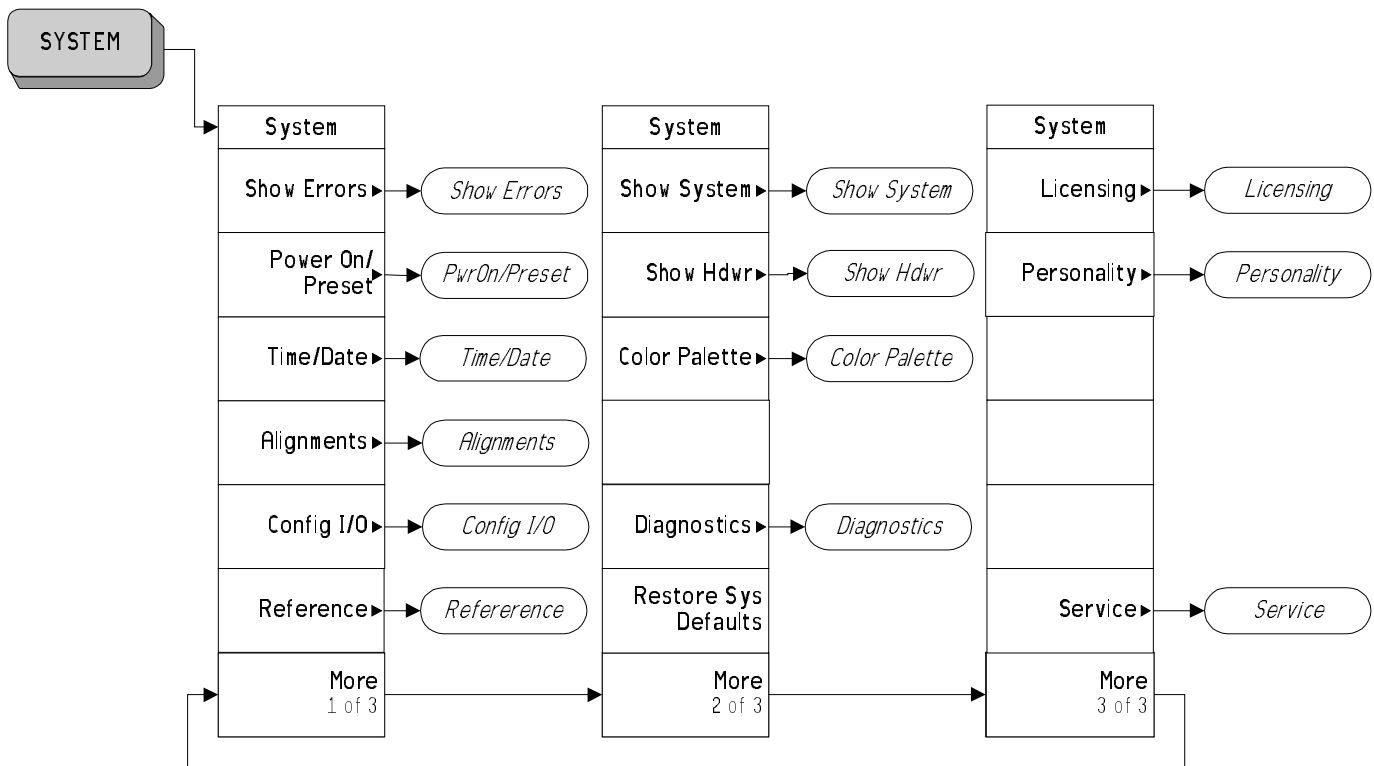 SYSTEM
System
Show Errors
Show Errors
Power On/
Preset
PwrOn/Preset
Time/Date
Time/Date
Alignments
Alignments
Config I/O
Config I/O
Reference
Refererence
More
1 of 3
System
Show System
Show System
Show Hdwr
Show Hdwr
Color Palette
Color Palette
Diagnostics
Diagnostics
Restore Sys
Defaults
More
2 of 3
System
Licensing
Licensing
Personality
Personality
Service
Service
More
3 of 3